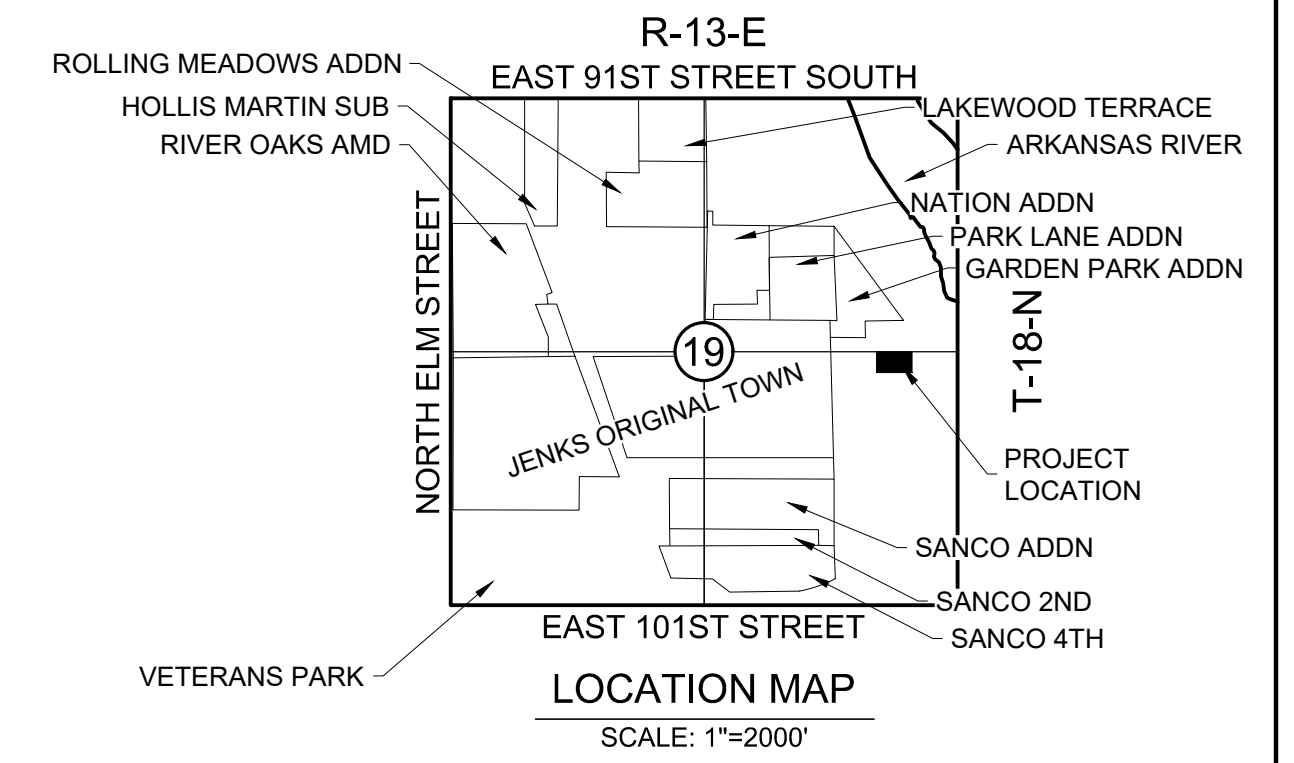 R-13-E
EAST 91ST STREET SOUTH
ROLLING MEADOWS ADDN
HOLLIS MARTIN SUB
RIVER OAKS AMD
LAKEWOOD TERRACE
ARKANSAS RIVER
NATION ADDN
PARK LANE ADDN
GARDEN PARK ADDN
NORTH ELM STREET
T-18-N
19
JENKS ORIGINAL TOWN
PROJECT
LOCATION
SANCO ADDN
SANCO 2ND
SANCO 4TH
EAST 101ST STREET
VETERANS PARK
LOCATION MAP
SCALE: 1"=2000'